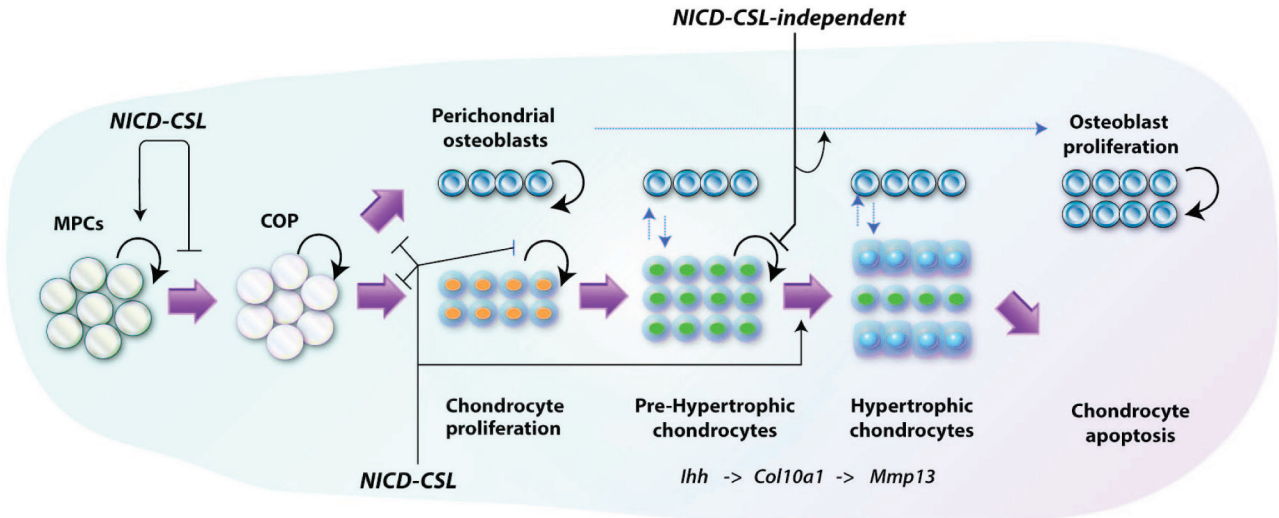 NICD-CSL-independent
NICD-CSL
Perichondrial
osteoblasts
Osteoblast
proliferation
MPCs
COP
Chondrocyte
proliferation
Pre-Hypertrophic
chondrocytes
Hypertrophic
chondrocytes
Chondrocyte
apoptosis
NICD-CSL
Ihh -> Col10a1 -> Mmp13